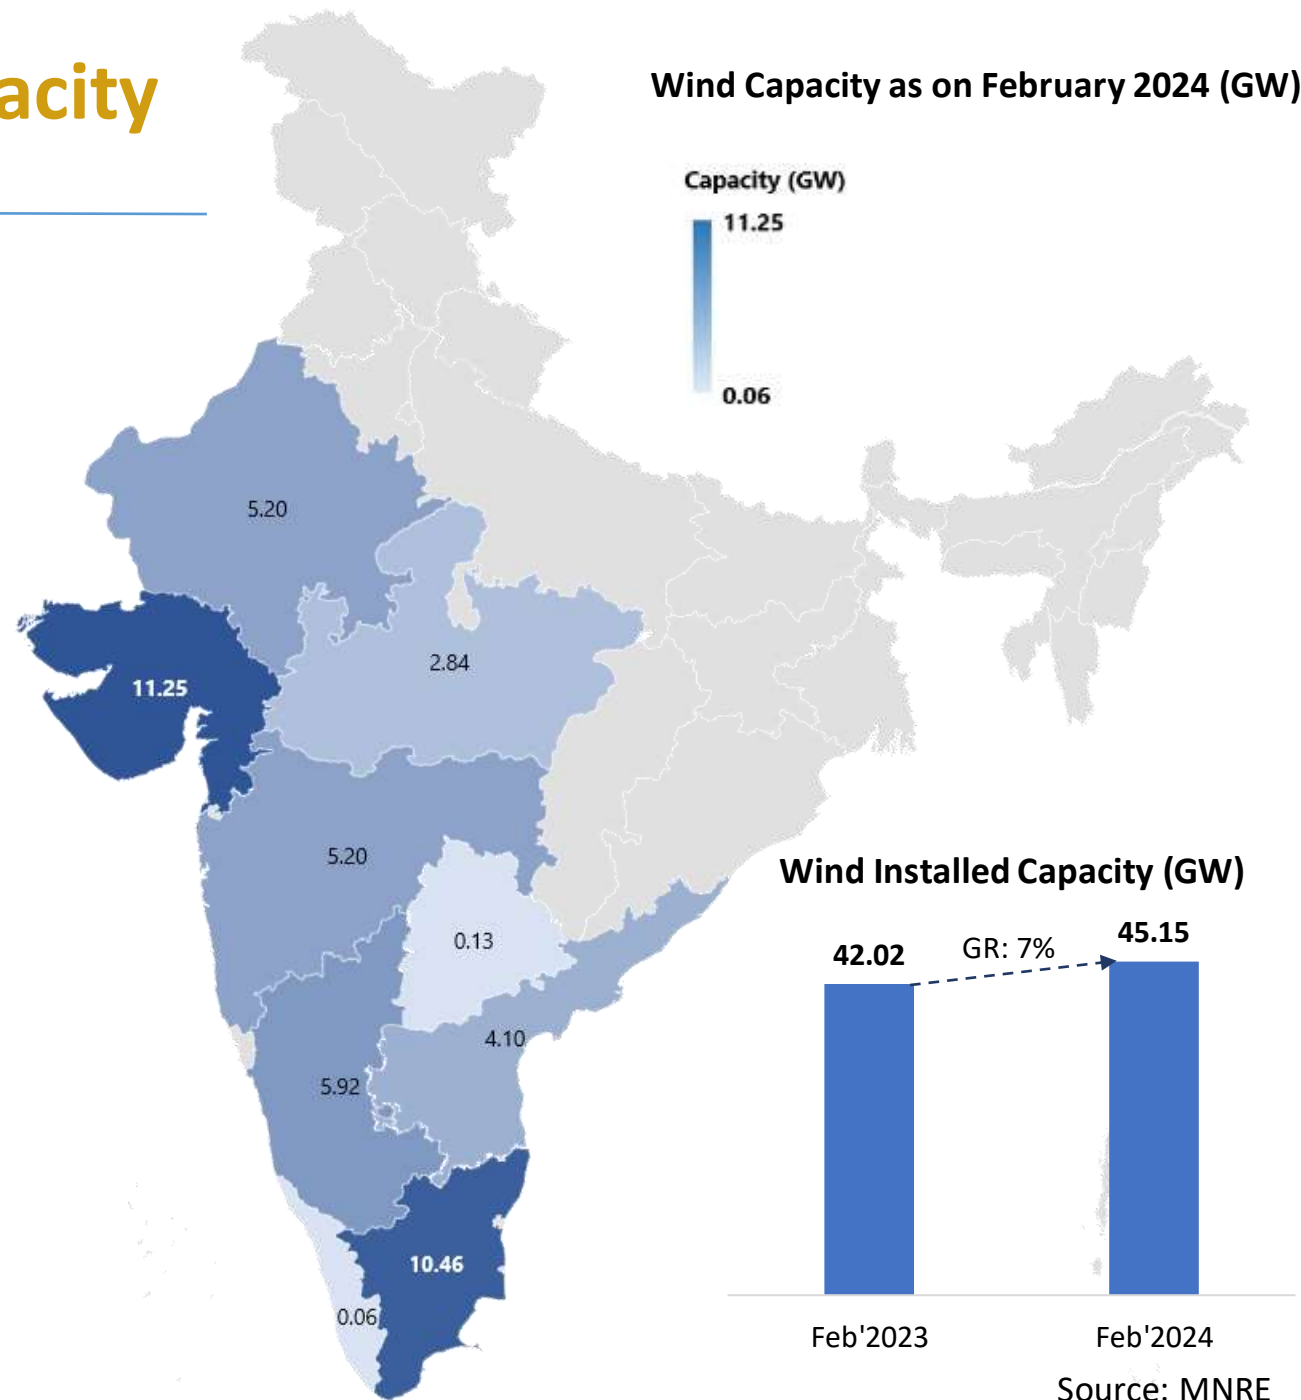 acity
Wind Capacity as on February 2024 (GW)
Capacity (GW)
11.25
0.06
5.20
2.84
11.25
5.20
0.13
4.10
5.92
10.46
0.06
Wind Installed Capacity (GW)
42.02
GR: 7%
45.15
Feb'2023
Feb'2024
Source: MNRE